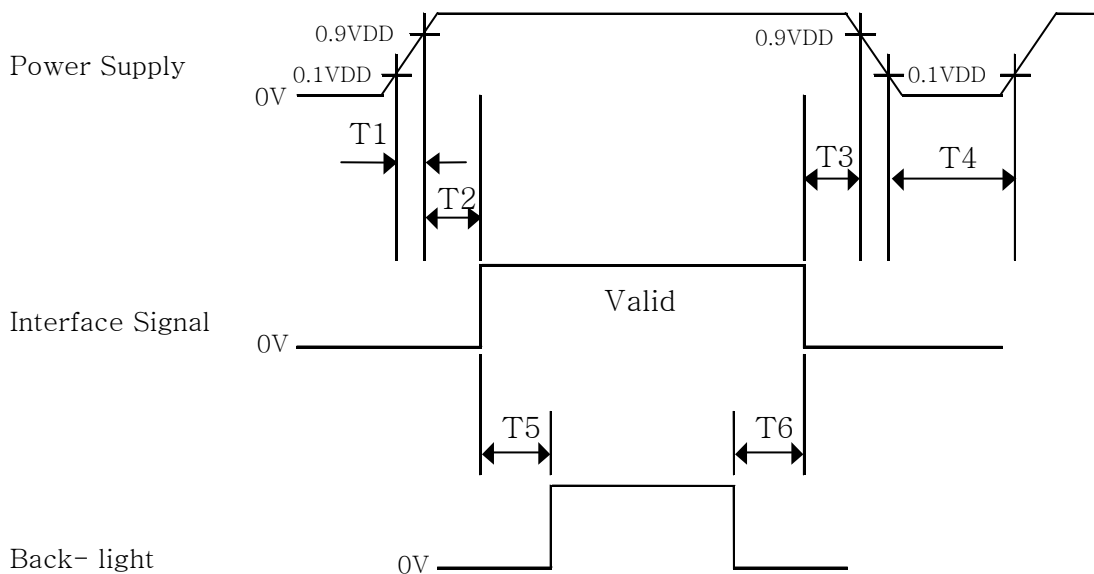 0.9VDD
0.9VDD
Power Supply
0.1VDD
0.1VDD
0V
T1
T3
T4
T2
Valid
Interface Signal
0V
T5
T6
Back- light
0V